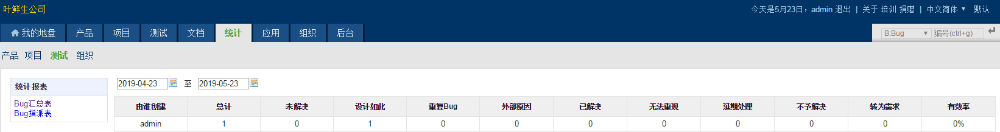 叶鲜生公司
今天是5月23日，admin 退出 | 关于 培训 捐赠 | 中文简体 ▼ 默认
我的地盘 产品 项目 测试 文档 统计 应用 组织 后台
B:Bug ▼ 编号(ctrl+g)
产品 项目 测试 组织
统计报表
Bug汇总表
Bug指派表
2019-04-23 至 2019-05-23
由谁创建 总计 未解决 设计如此 重复Bug 外部原因 已解决 无法重现 延期处理 不予解决 转为需求 有效率
admin 1 0 1 0 0 0 0 0 0 0 0%